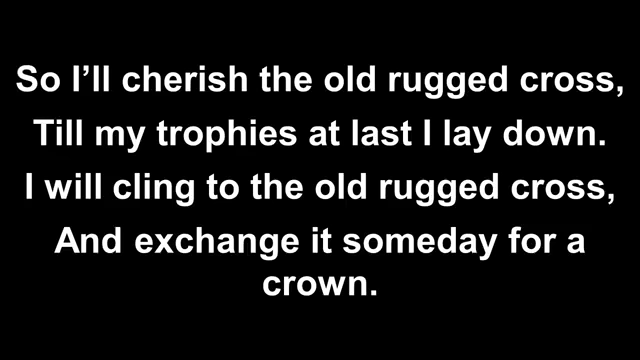 So I’ll cherish the old rugged cross,
Till my trophies at last I lay down.
I will cling to the old rugged cross,
And exchange it someday for a
crown.